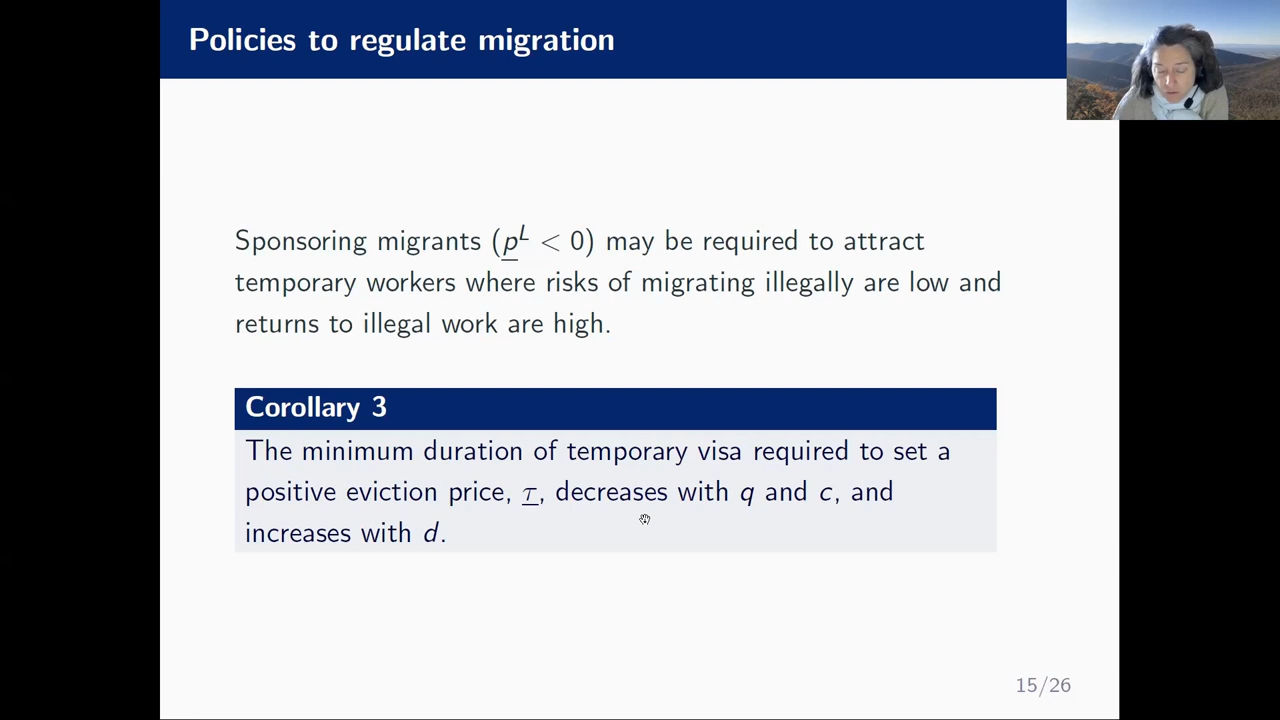 Policies to regulate migration
Sponsoring migrants (p̲ᴸ < 0) may be required to attract
temporary workers where risks of migrating illegally are low and
returns to illegal work are high.
Corollary 3
The minimum duration of temporary visa required to set a
positive eviction price, τ̲, decreases with q and c, and
increases with d.
15/26